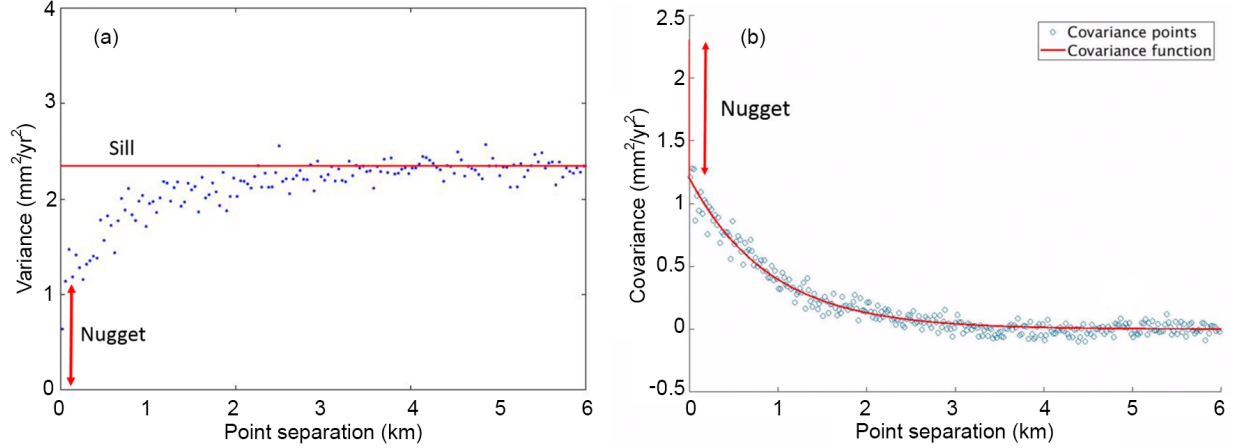 (a)
Variance (mm²/yr²)
4
3
2
1
0
Sill
Nugget
0 1 2 3 4 5 6
Point separation (km)
(b)
Covariance (mm²/yr²)
2.5
2
1.5
1
0.5
0
-0.5
Covariance points
Covariance function
Nugget
0 1 2 3 4 5 6
Point separation (km)